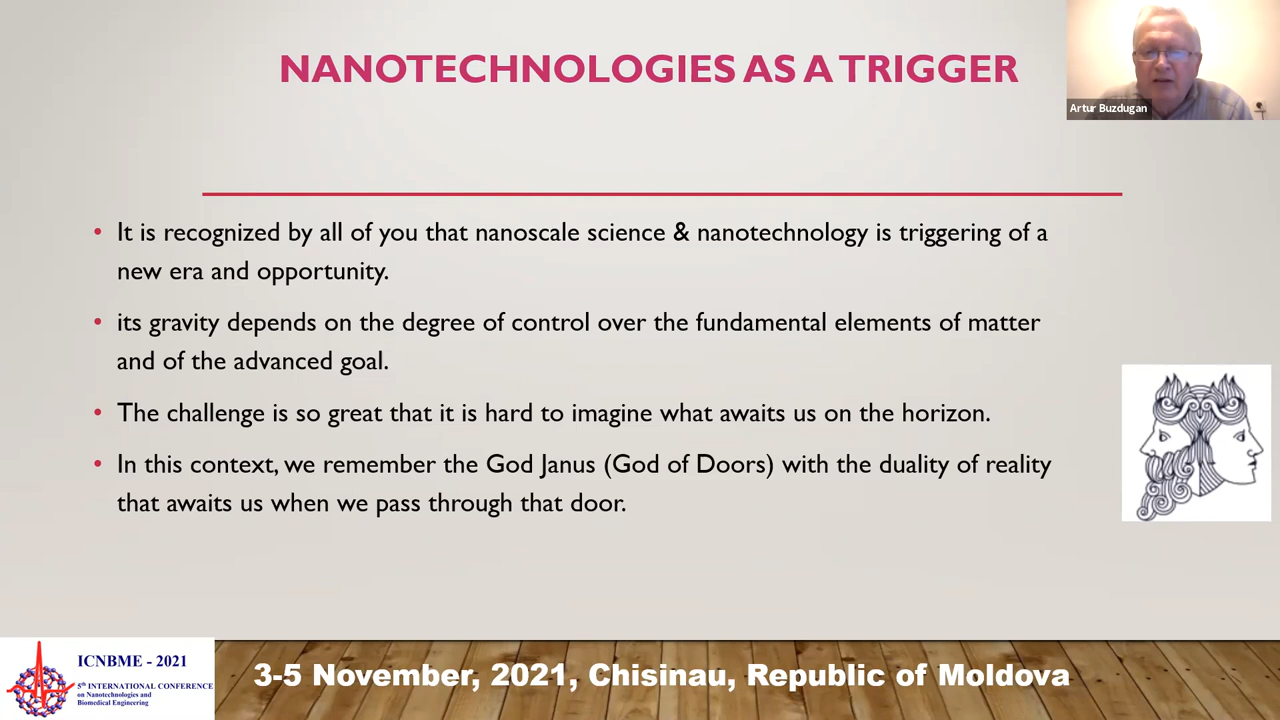 NANOTECHNOLOGIES AS A TRIGGER
Artur Buzdugan
• It is recognized by all of you that nanoscale science & nanotechnology is triggering of a
new era and opportunity.
• its gravity depends on the degree of control over the fundamental elements of matter
and of the advanced goal.
• The challenge is so great that it is hard to imagine what awaits us on the horizon.
• In this context, we remember the God Janus (God of Doors) with the duality of reality
that awaits us when we pass through that door.
ICNBME - 2021
5th INTERNATIONAL CONFERENCE
on Nanotechnologies and
Biomedical Engineering
3-5 November, 2021, Chisinau, Republic of Moldova